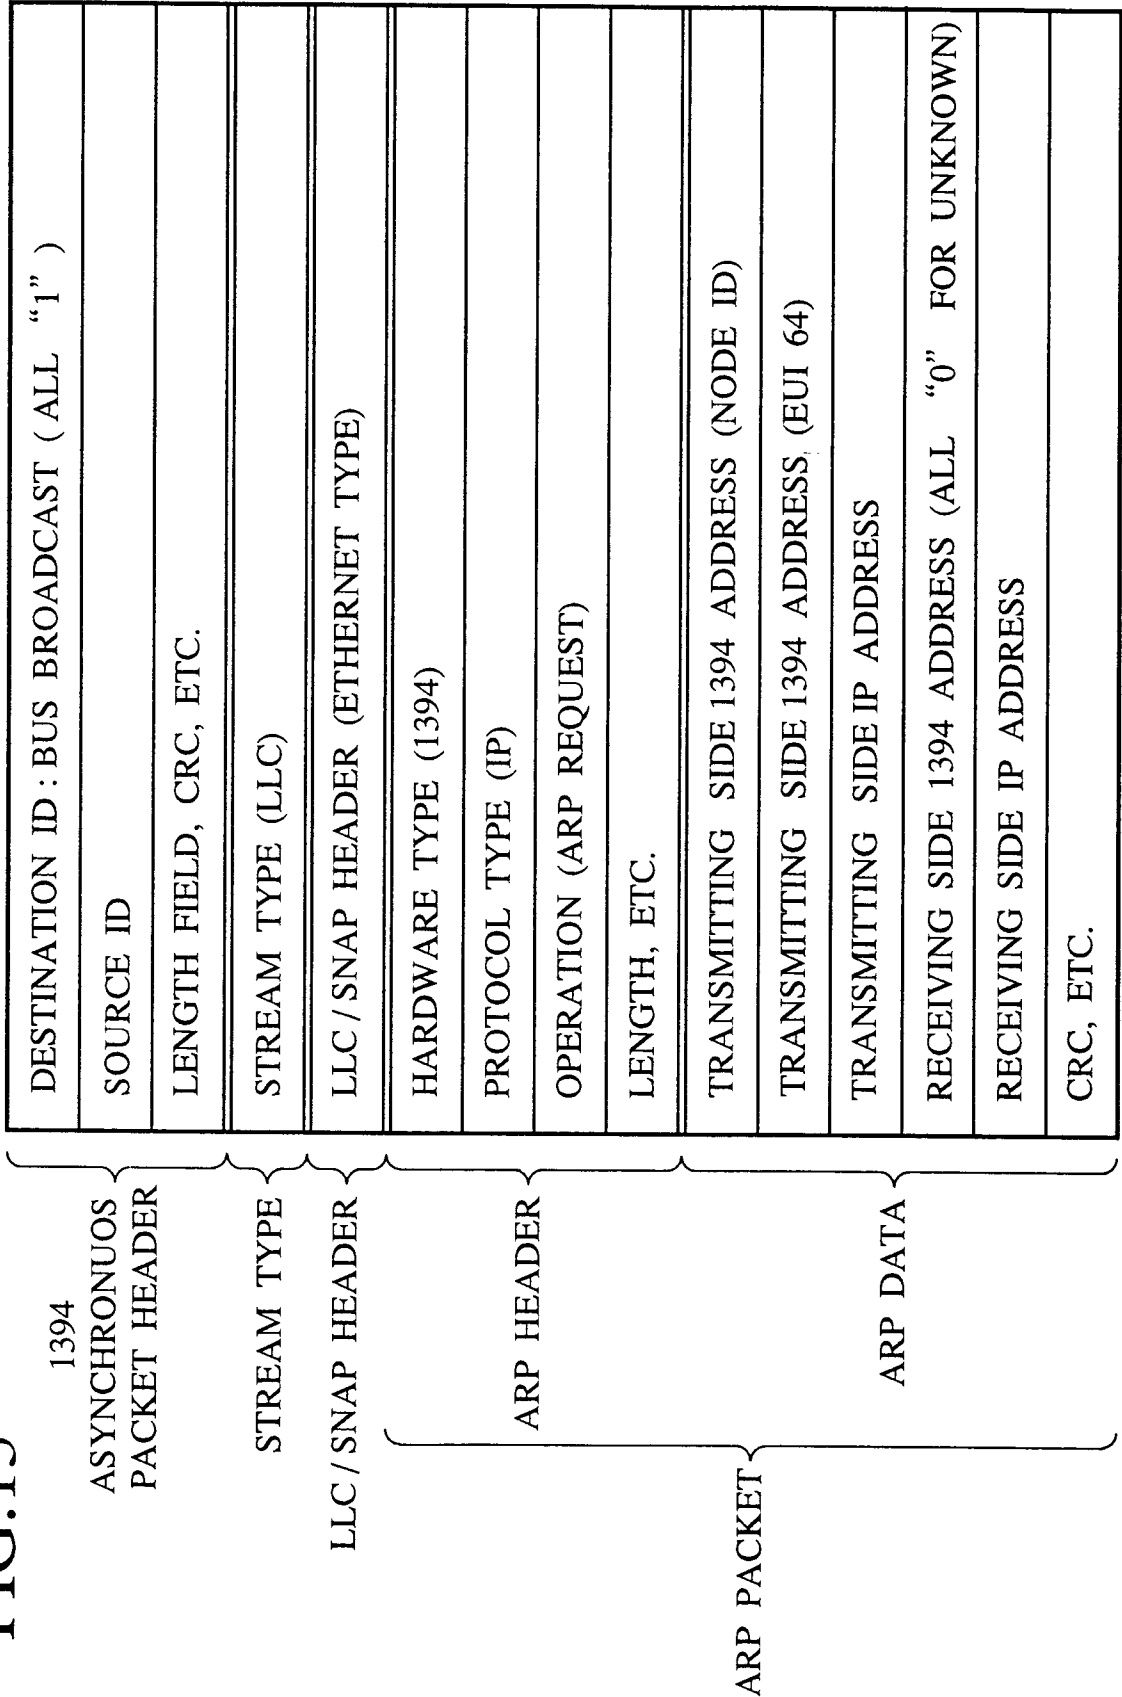 FIG.15
1394
ASYNCHRONUOS
PACKET HEADER
DESTINATION ID : BUS BROADCAST ( ALL “1” )
SOURCE ID
LENGTH FIELD, CRC, ETC.
STREAM TYPE
STREAM TYPE (LLC)
LLC / SNAP HEADER
LLC / SNAP HEADER (ETHERNET TYPE)
ARP PACKET
ARP HEADER
HARDWARE TYPE (1394)
PROTOCOL TYPE (IP)
OPERATION (ARP REQUEST)
LENGTH, ETC.
ARP DATA
TRANSMITTING SIDE 1394 ADDRESS (NODE ID)
TRANSMITTING SIDE 1394 ADDRESS (EUI 64)
TRANSMITTING SIDE IP ADDRESS
RECEIVING SIDE 1394 ADDRESS (ALL “0” FOR UNKNOWN)
RECEIVING SIDE IP ADDRESS
CRC, ETC.